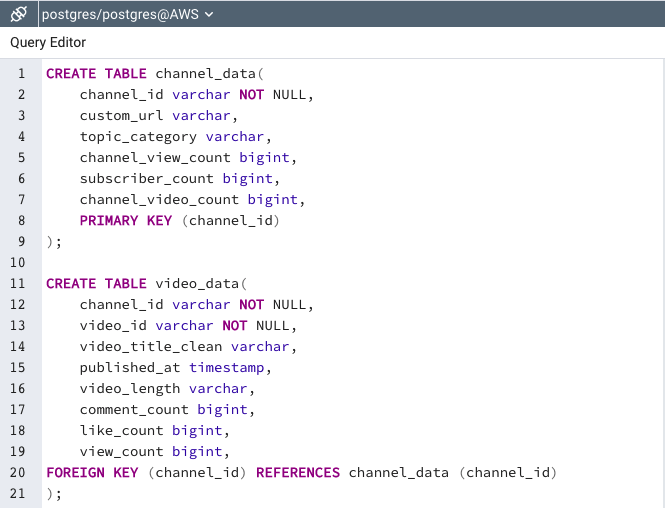 postgres/postgres@AWS
Query Editor
1 CREATE TABLE channel_data(
2 channel_id varchar NOT NULL,
3 custom_url varchar,
4 topic_category varchar,
5 channel_view_count bigint,
6 subscriber_count bigint,
7 channel_video_count bigint,
8 PRIMARY KEY (channel_id)
9 );
10
11 CREATE TABLE video_data(
12 channel_id varchar NOT NULL,
13 video_id varchar NOT NULL,
14 video_title_clean varchar,
15 published_at timestamp,
16 video_length varchar,
17 comment_count bigint,
18 like_count bigint,
19 view_count bigint,
20 FOREIGN KEY (channel_id) REFERENCES channel_data (channel_id)
21 );